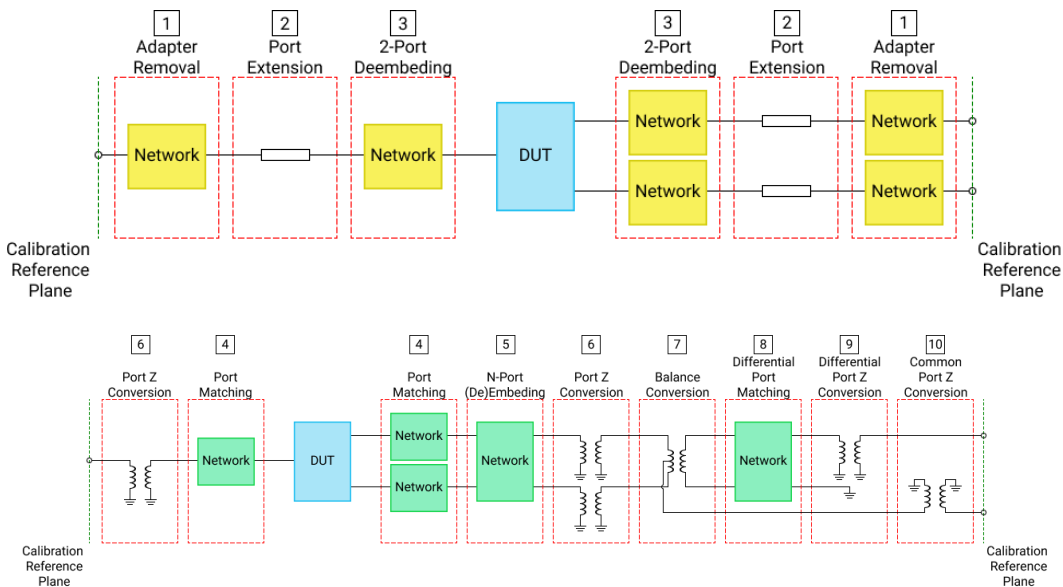 1
Adapter
Removal
2
Port
Extension
3
2-Port
Deembeding
3
2-Port
Deembeding
2
Port
Extension
1
Adapter
Removal
Network
Network
DUT
Network
Network
Network
Network
Calibration
Reference
Plane
Calibration
Reference
Plane
6
Port Z
Conversion
4
Port
Matching
4
Port
Matching
5
N-Port
(De)Embeding
6
Port Z
Conversion
7
Balance
Conversion
8
Differential
Port
Matching
9
Differential
Port Z
Conversion
10
Common
Port Z
Conversion
Network
DUT
Network
Network
Network
Network
Calibration
Reference
Plane
Calibration
Reference
Plane